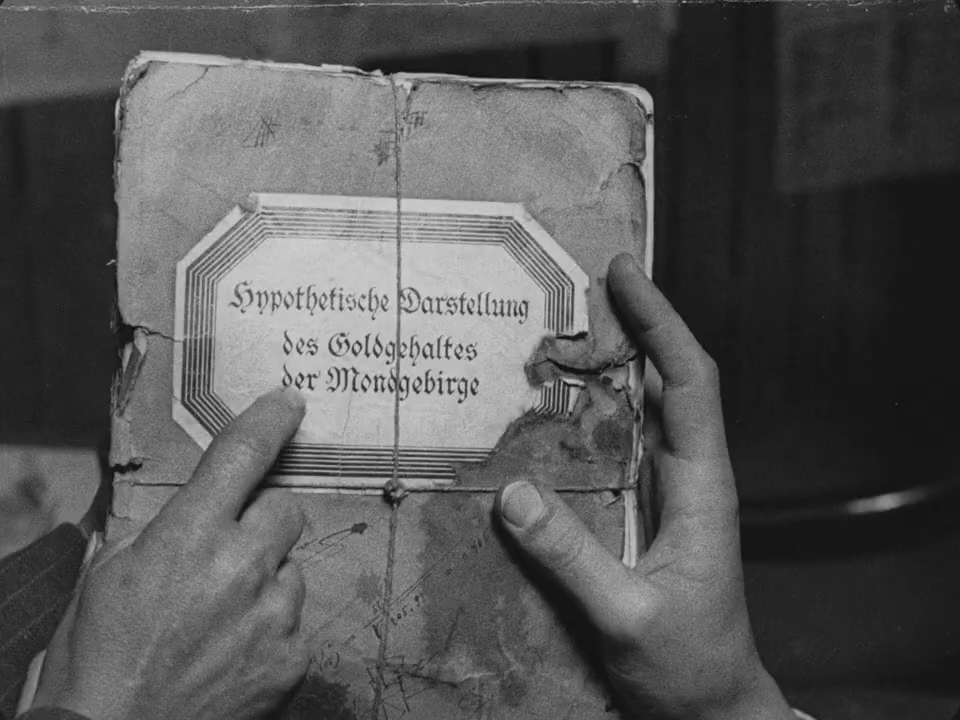 Hypothetische Darstellung
des Goldgehaltes
der Mondgebirge